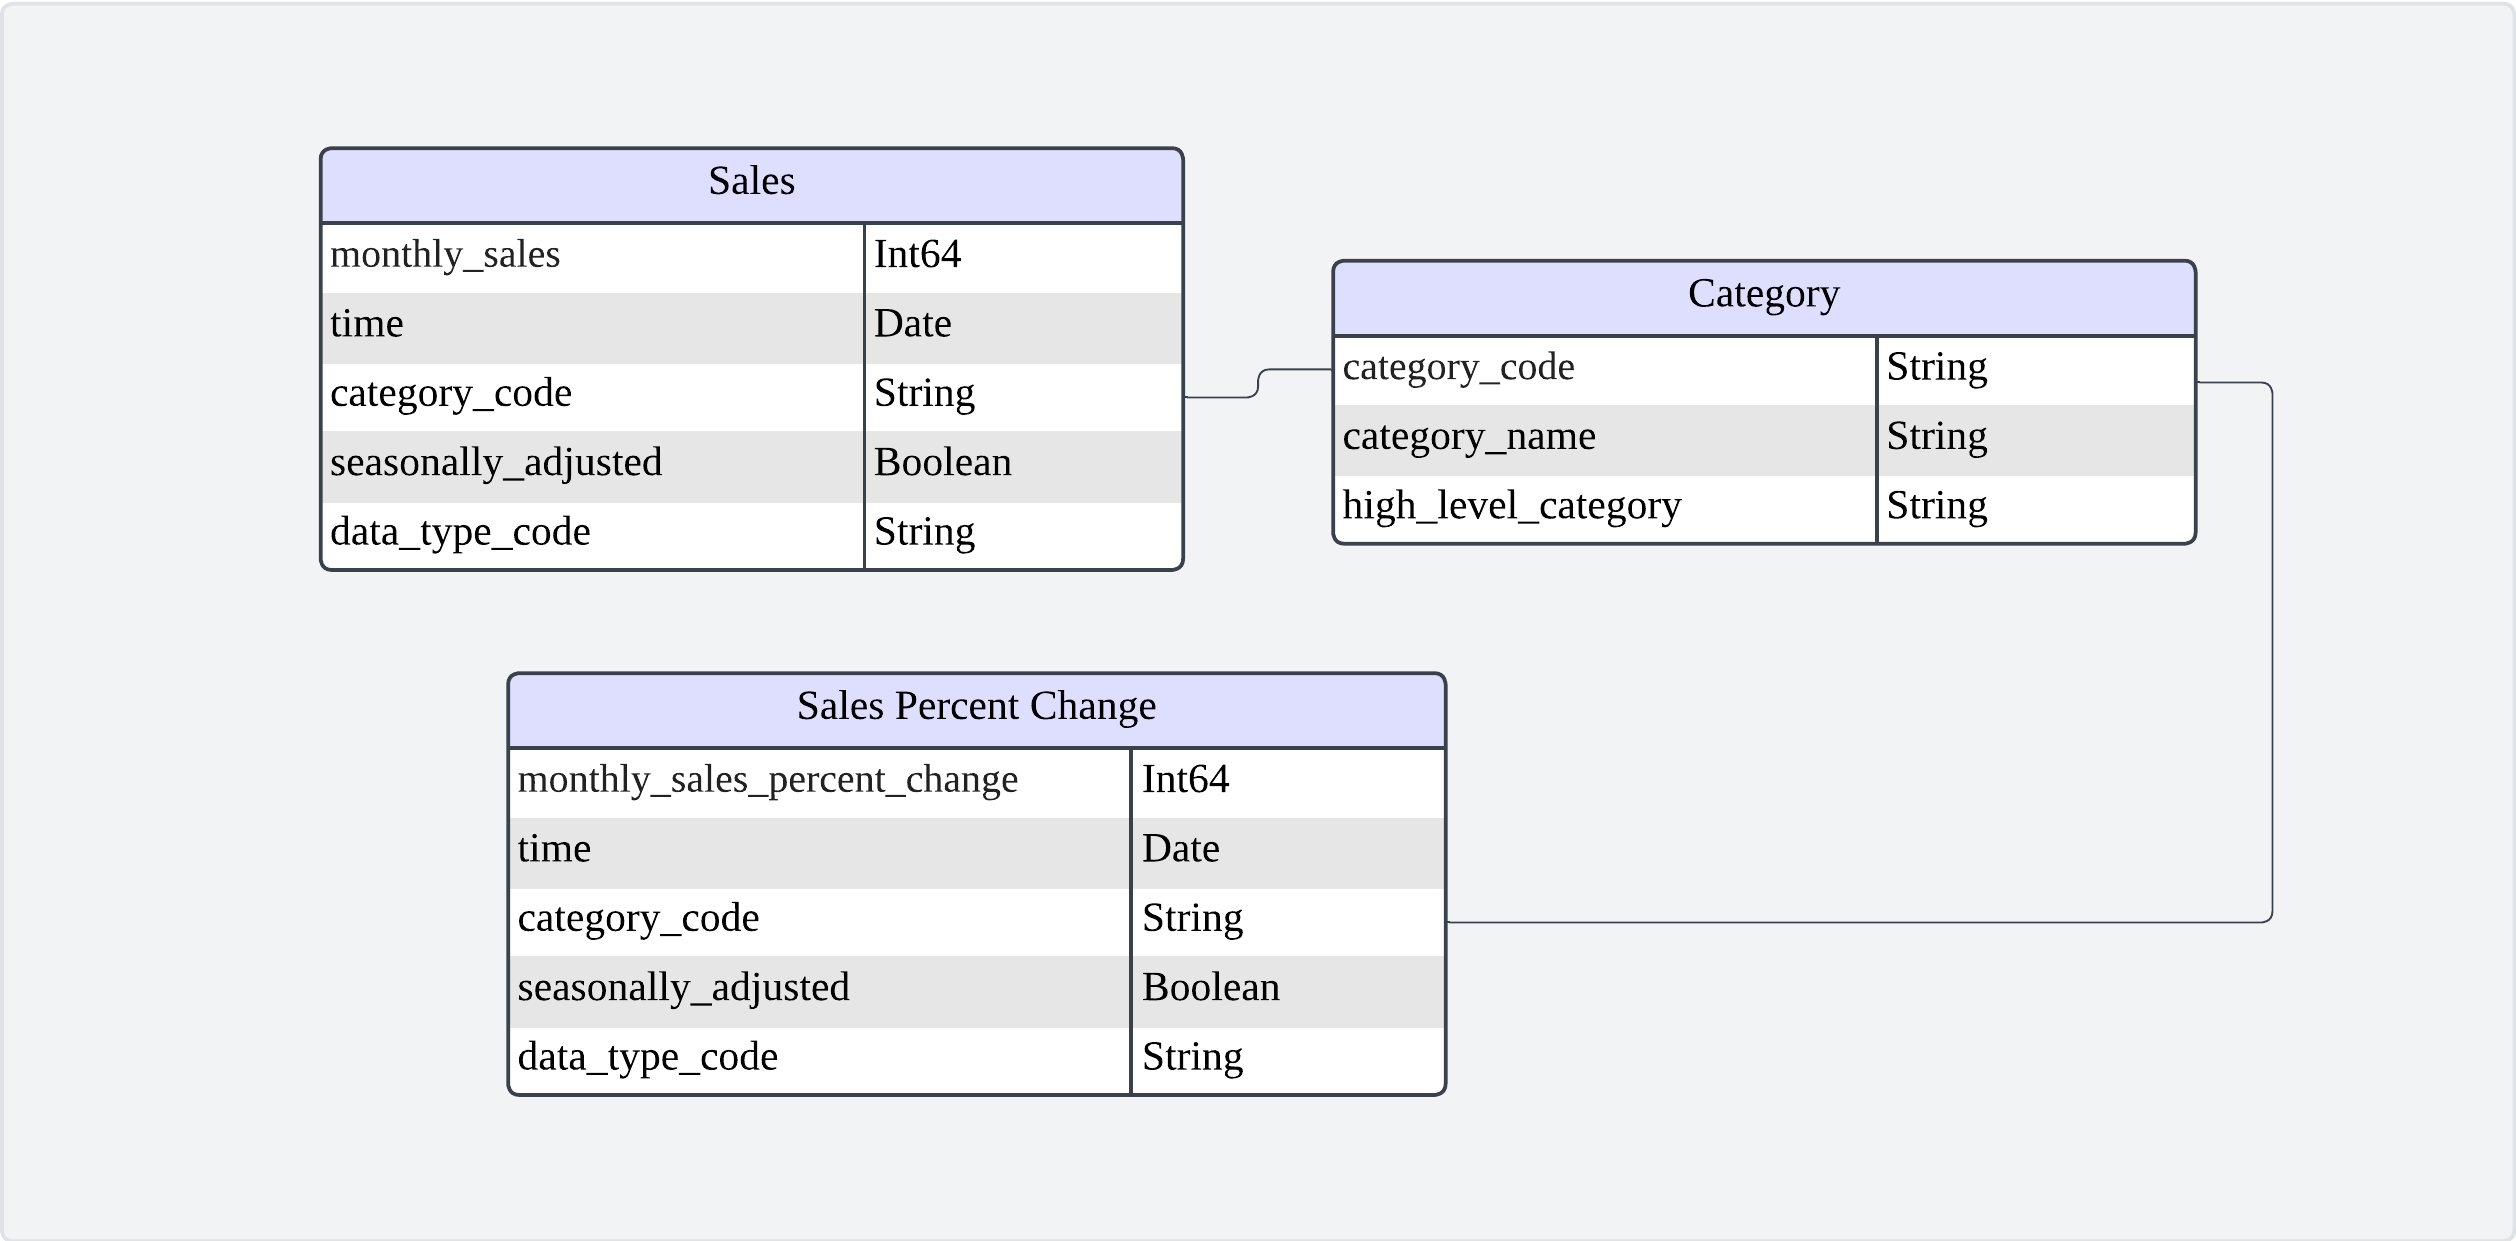 Sales
monthly_sales Int64
time Date
category_code String
seasonally_adjusted Boolean
data_type_code String
Category
category_code String
category_name String
high_level_category String
Sales Percent Change
monthly_sales_percent_change Int64
time Date
category_code String
seasonally_adjusted Boolean
data_type_code String